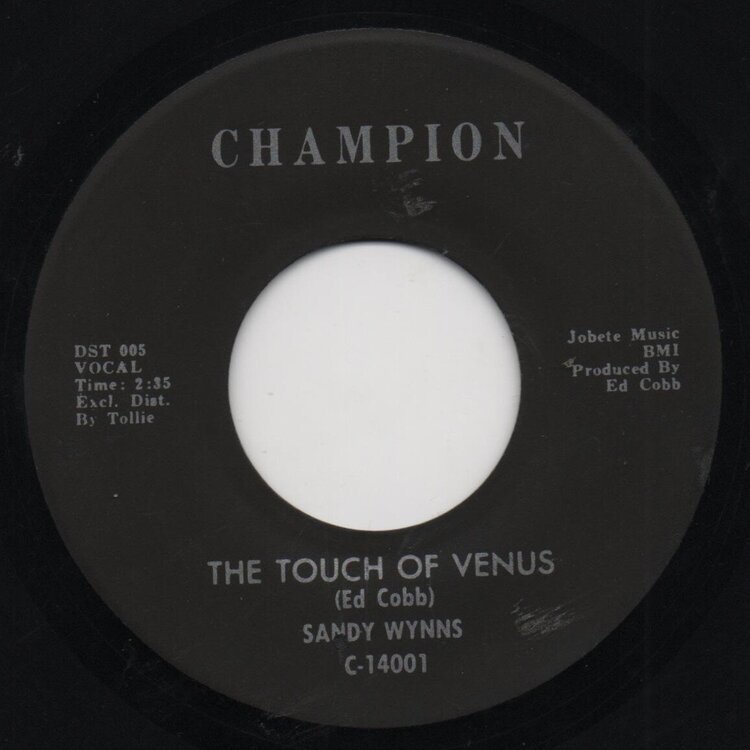 CHAMPION
DST 005
VOCAL
Time: 2:35
Excl. Dist.
By Tollie
Jobete Music
BMI
Produced By
Ed Cobb
THE TOUCH OF VENUS
(Ed Cobb)
SANDY WYNNS
C-14001